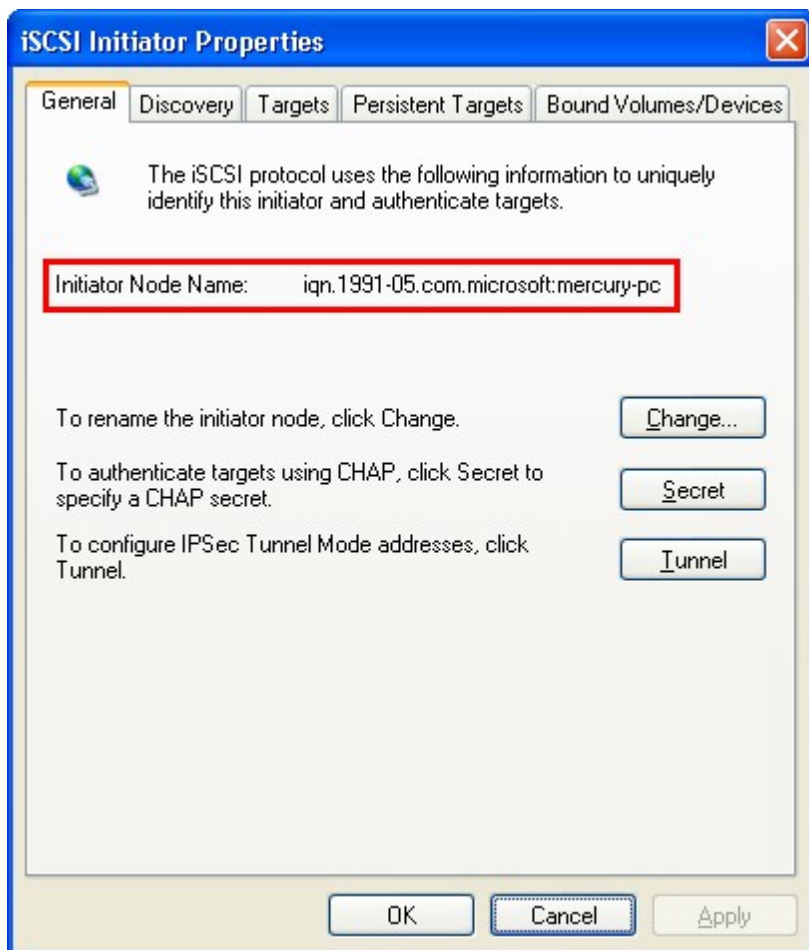 iSCSI Initiator Properties
General Discovery Targets Persistent Targets Bound Volumes/Devices
The iSCSI protocol uses the following information to uniquely
identify this initiator and authenticate targets.
Initiator Node Name: iqn.1991-05.com.microsoft:mercury-pc
To rename the initiator node, click Change.
Change...
To authenticate targets using CHAP, click Secret to
specify a CHAP secret.
Secret
To configure IPSec Tunnel Mode addresses, click
Tunnel.
Tunnel
OK Cancel Apply